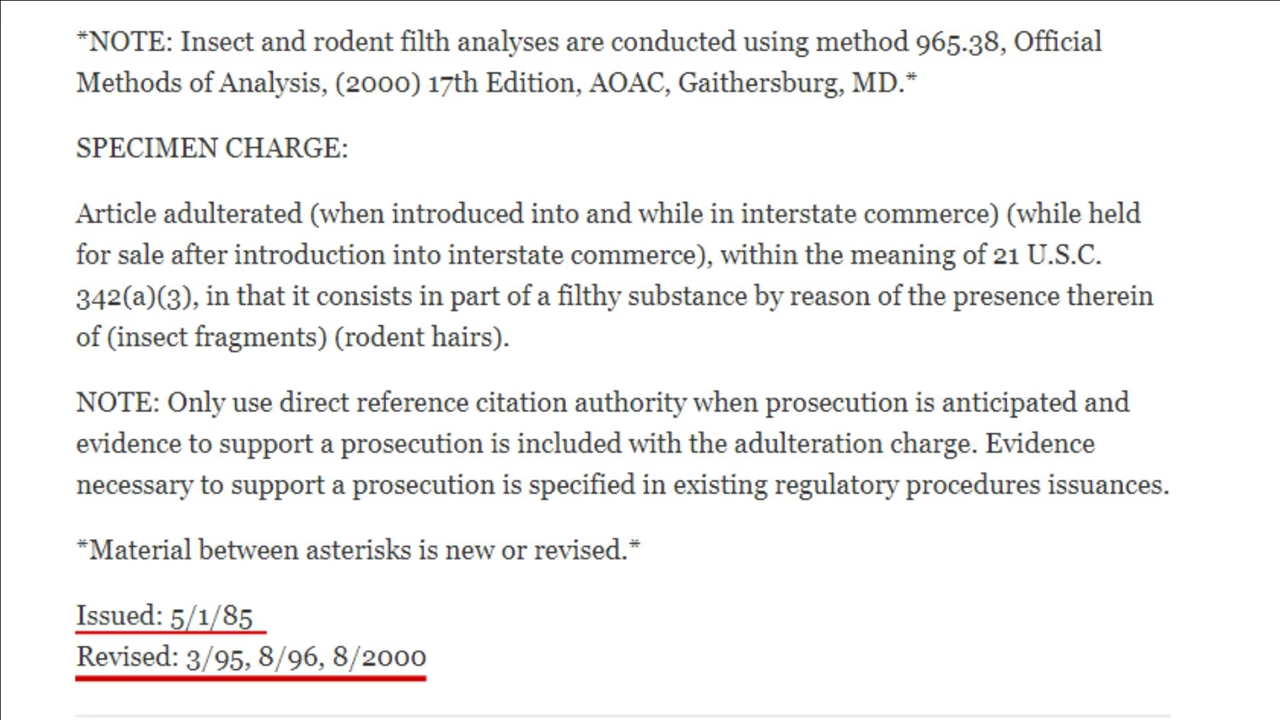 *NOTE: Insect and rodent filth analyses are conducted using method 965.38, Official
Methods of Analysis, (2000) 17th Edition, AOAC, Gaithersburg, MD.*
SPECIMEN CHARGE:
Article adulterated (when introduced into and while in interstate commerce) (while held
for sale after introduction into interstate commerce), within the meaning of 21 U.S.C.
342(a)(3), in that it consists in part of a filthy substance by reason of the presence therein
of (insect fragments) (rodent hairs).
NOTE: Only use direct reference citation authority when prosecution is anticipated and
evidence to support a prosecution is included with the adulteration charge. Evidence
necessary to support a prosecution is specified in existing regulatory procedures issuances.
*Material between asterisks is new or revised.*
Issued: 5/1/85
Revised: 3/95, 8/96, 8/2000